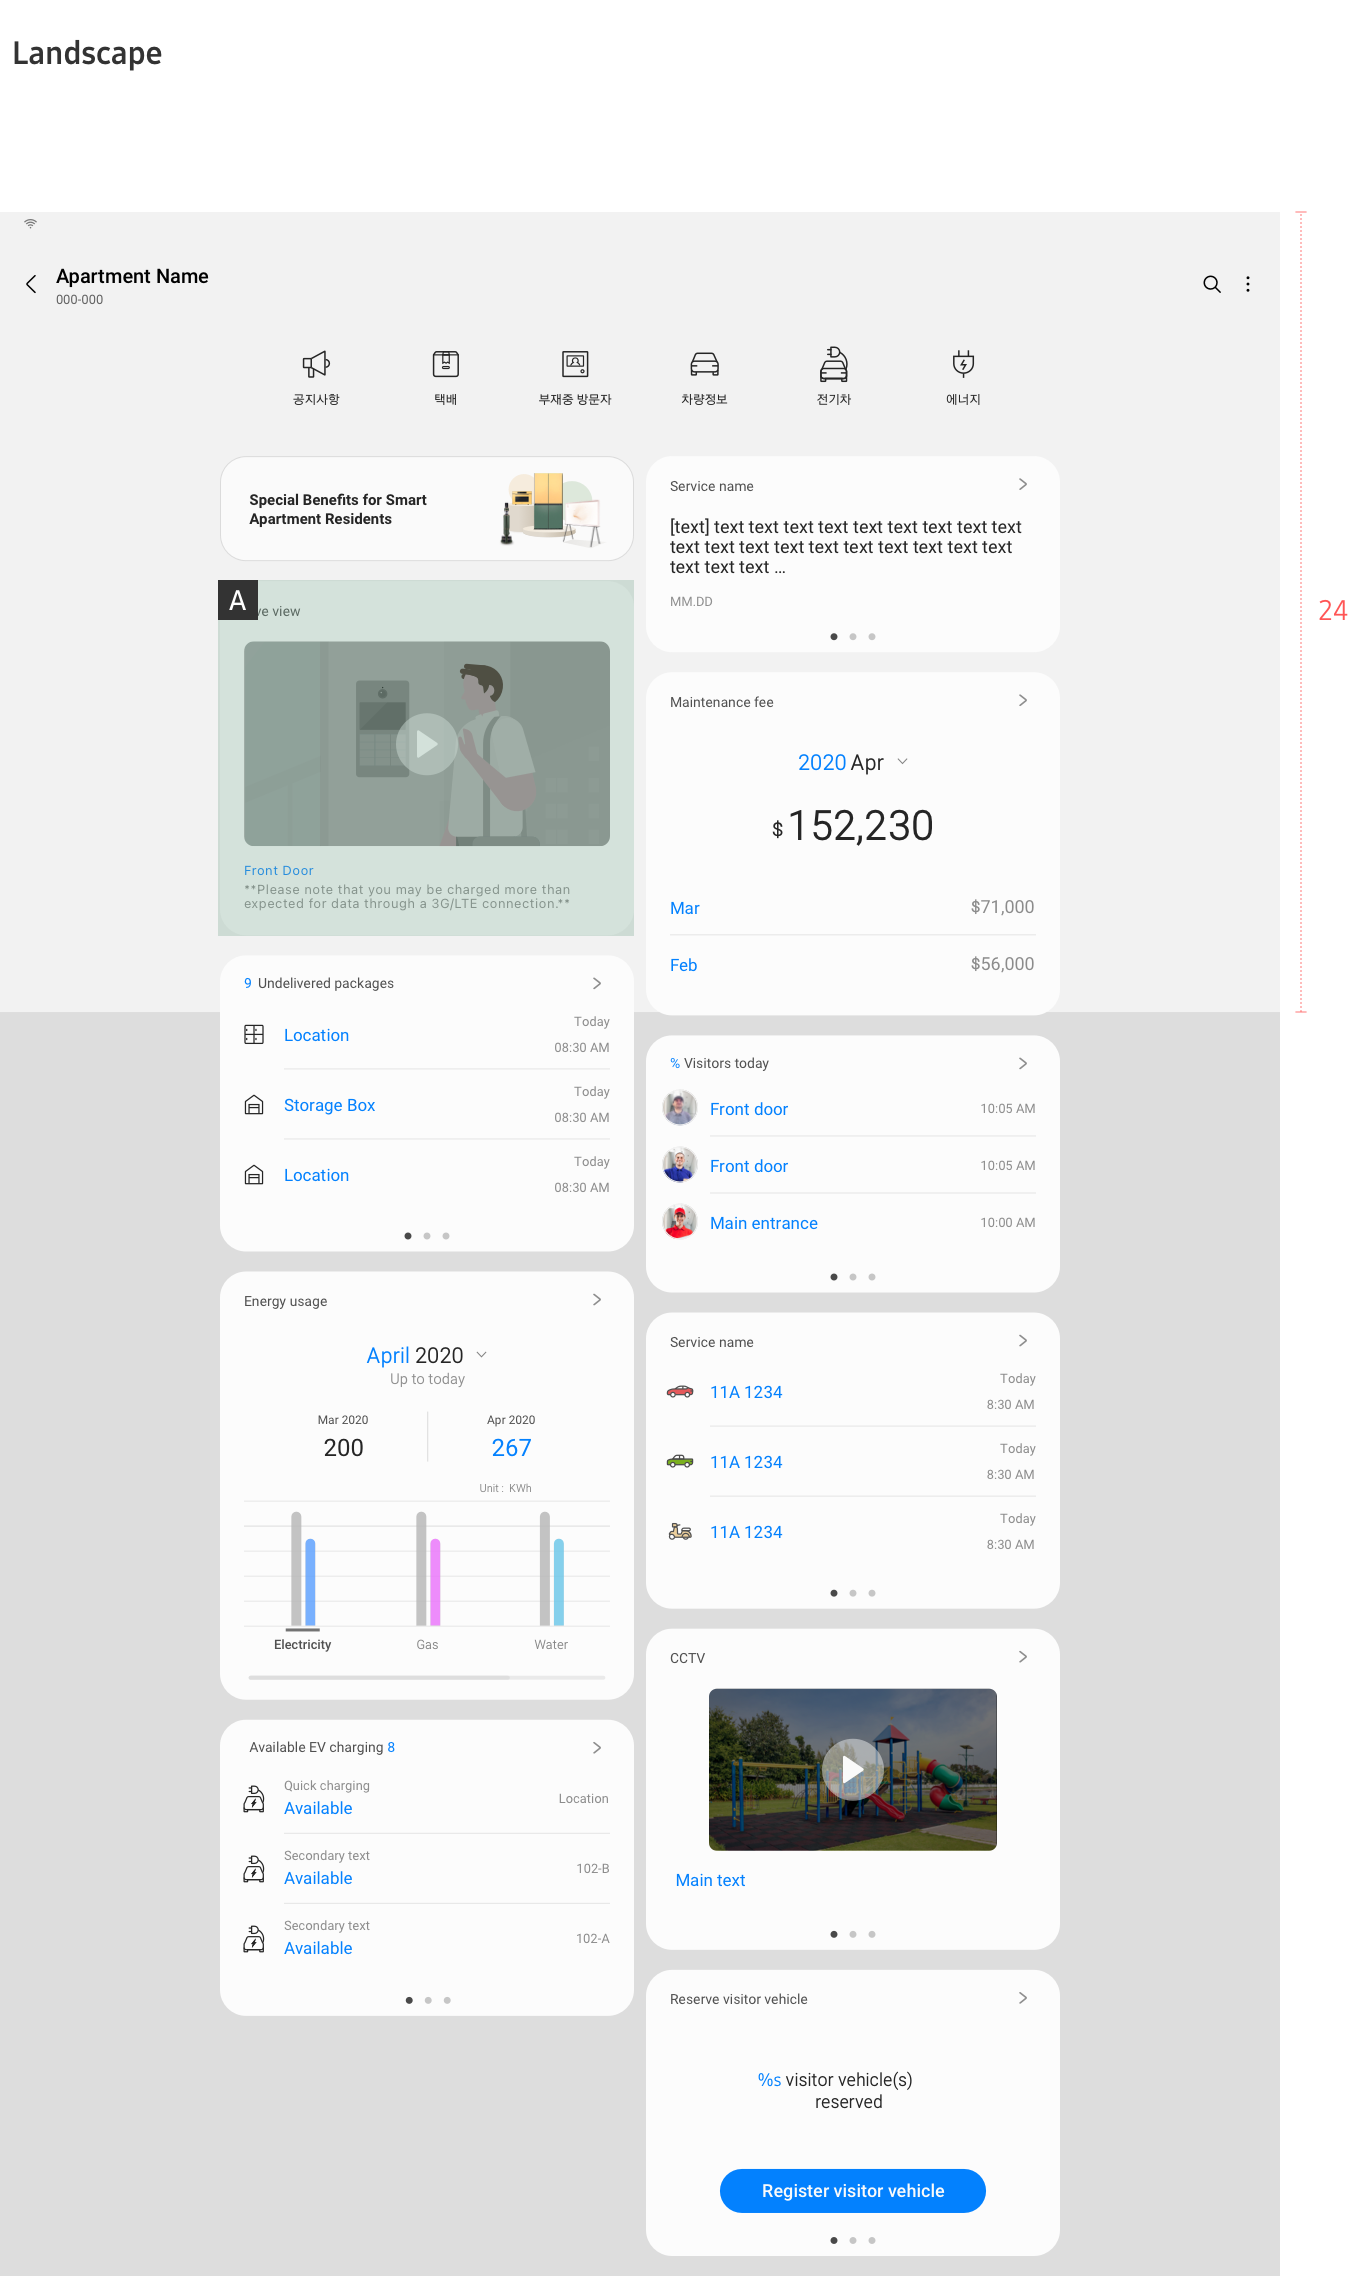 Landscape
Apartment Name
000-000
공지사항
택배
부재중 방문자
차량정보
전기차
에너지
Special Benefits for Smart
Apartment Residents
A
ve view
Front Door
**Please note that you may be charged more than
expected for data through a 3G/LTE connection.**
9 Undelivered packages
Location
Today
08:30 AM
Storage Box
Today
08:30 AM
Location
Today
08:30 AM
Energy usage
April 2020
Up to today
Mar 2020
200
Apr 2020
267
Unit : KWh
Electricity
Gas
Water
Available EV charging 8
Quick charging
Available
Location
Secondary text
Available
102-B
Secondary text
Available
102-A
Service name
[text] text text text text text text text text text
text text text text text text text text text text
text text text ...
MM.DD
Maintenance fee
2020 Apr
$152,230
Mar
$71,000
Feb
$56,000
% Visitors today
Front door
10:05 AM
Front door
10:05 AM
Main entrance
10:00 AM
Service name
11A 1234
Today
8:30 AM
11A 1234
Today
8:30 AM
11A 1234
Today
8:30 AM
CCTV
Main text
Reserve visitor vehicle
%s visitor vehicle(s)
reserved
Register visitor vehicle
24